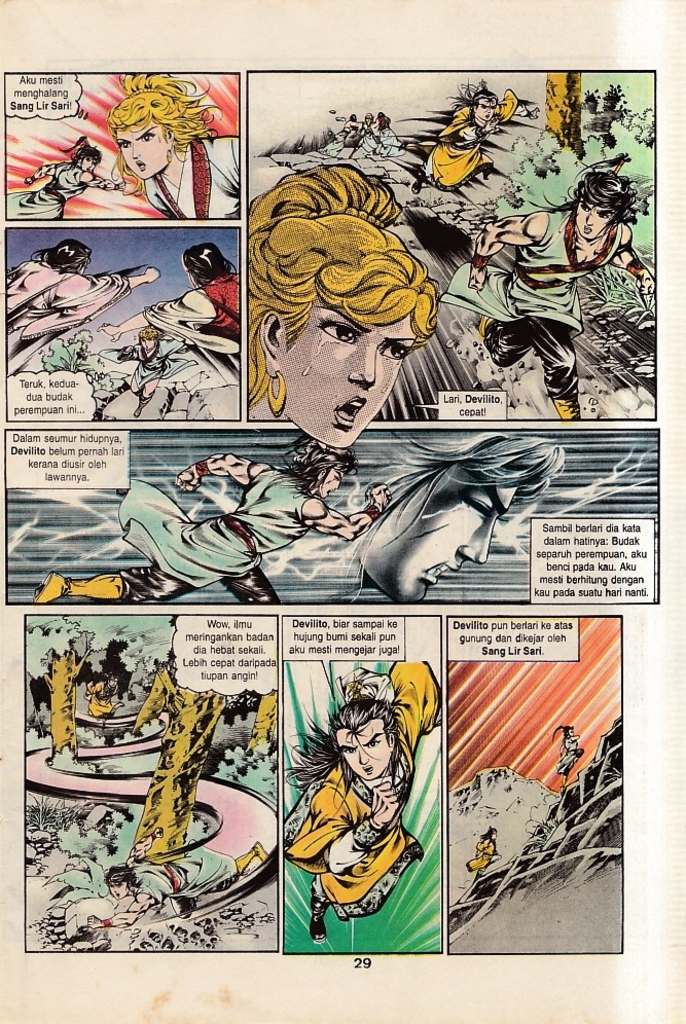 Aku mesti
menghalang
Sang Lir Sari!
Teruk, kedua-
dua budak
perempuan ini...
Lari, Devilito,
cepat!
Dalam seumur hidupnya,
Devilito belum pernah lari
kerana diusir oleh
lawannya.
Sambil berlari dia kata
dalam hatinya: Budak
separuh perempuan, aku
benci pada kau. Aku
mesti berhitung dengan
kau pada suatu hari nanti.
Wow, ilmu
meringankan badan
dia hebat sekali.
Lebih cepat daripada
tiupan angin!
Devilito, biar sampai ke
hujung bumi sekali pun
aku mesti mengejar juga!
Devilito pun berlari ke atas
gunung dan dikejar oleh
Sang Lir Sari.
29